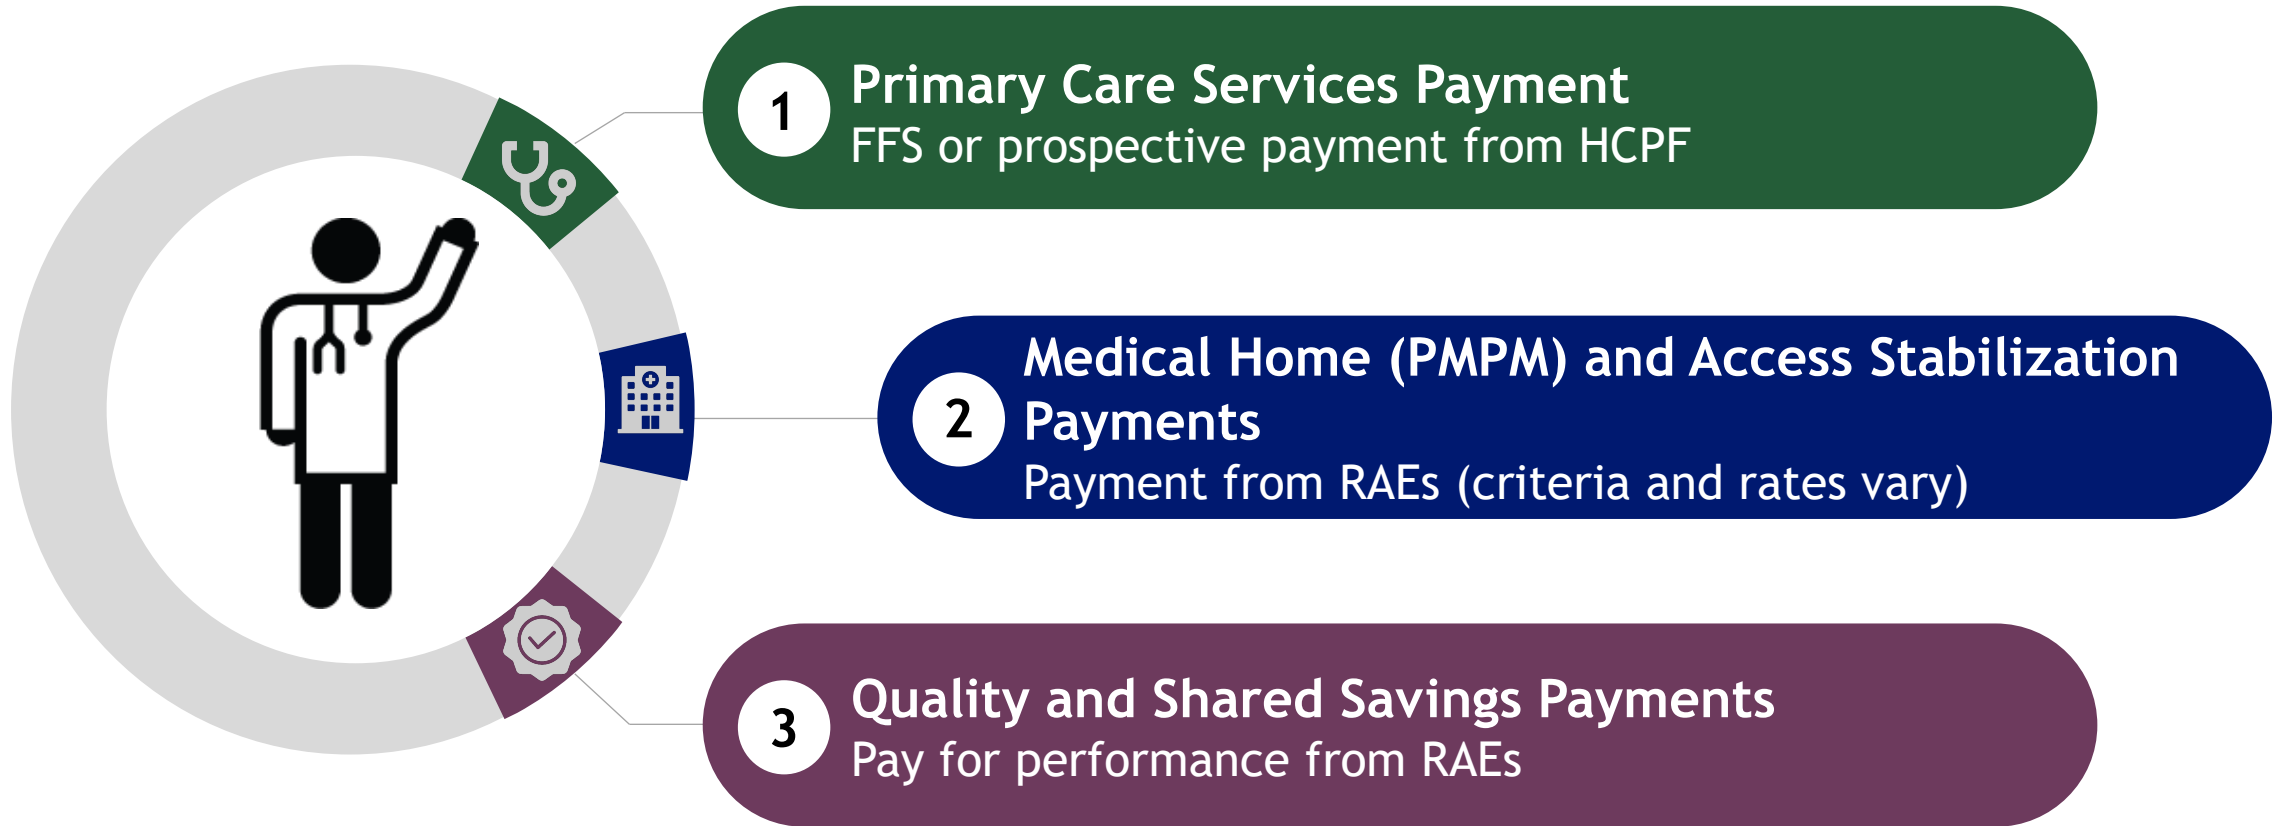 1
Primary Care Services Payment
FFS or prospective payment from HCPF
2
Medical Home (PMPM) and Access Stabilization
Payments
Payment from RAEs (criteria and rates vary)
3
Quality and Shared Savings Payments
Pay for performance from RAEs